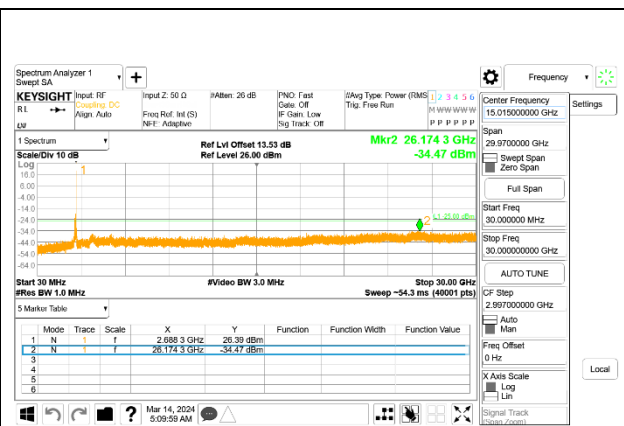 Spectrum Analyzer 1
Swept SA
Frequency
KEYSIGHT
Input: RF
Coupling: DC
Align: Auto
Input Z: 50 Ω
Freq Ref: Int (S)
NFE: Adaptive
#Atten: 26 dB
PNO: Fast
Gate: Off
IF Gain: Low
Sig Track: Off
#Avg Type: Power (RMS
Trig: Free Run
1 2 3 4 5 6
M W W W W W
P P P P P P
R L
Center Frequency
15.015000000 GHz
Settings
Span
29.9700000 GHz
Swept Span
Zero Span
Full Span
Start Freq
30.000000 MHz
Stop Freq
30.000000000 GHz
AUTO TUNE
CF Step
2.997000000 GHz
Auto
Man
Freq Offset
0 Hz
X Axis Scale
Log
Lin
Signal Track
(Span Zoom)
Local
1 Spectrum
Scale/Div 10 dB
Log
Ref Lvl Offset 13.53 dB
Ref Level 26.00 dBm
Mkr2 26.174 3 GHz
-34.47 dBm
16.0
6.00
-4.00
-14.0
-24.0
-34.0
-44.0
-54.0
-64.0
1
2
Start 30 MHz
#Res BW 1.0 MHz
#Video BW 3.0 MHz
Stop 30.00 GHz
Sweep ~54.3 ms (40001 pts)
5 Marker Table
Mode Trace Scale X Y Function Function Width Function Value
1 N 1 f 2.688 3 GHz 26.39 dBm
2 N 1 f 26.174 3 GHz -34.47 dBm
3
4
5
6
?
Mar 14, 2024
5:09:59 AM